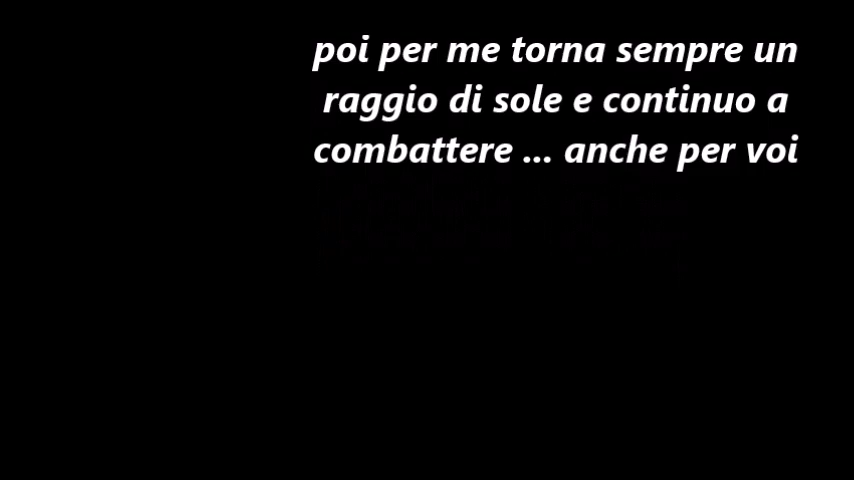 poi per me torna sempre un
raggio di sole e continuo a
combattere ... anche per voi